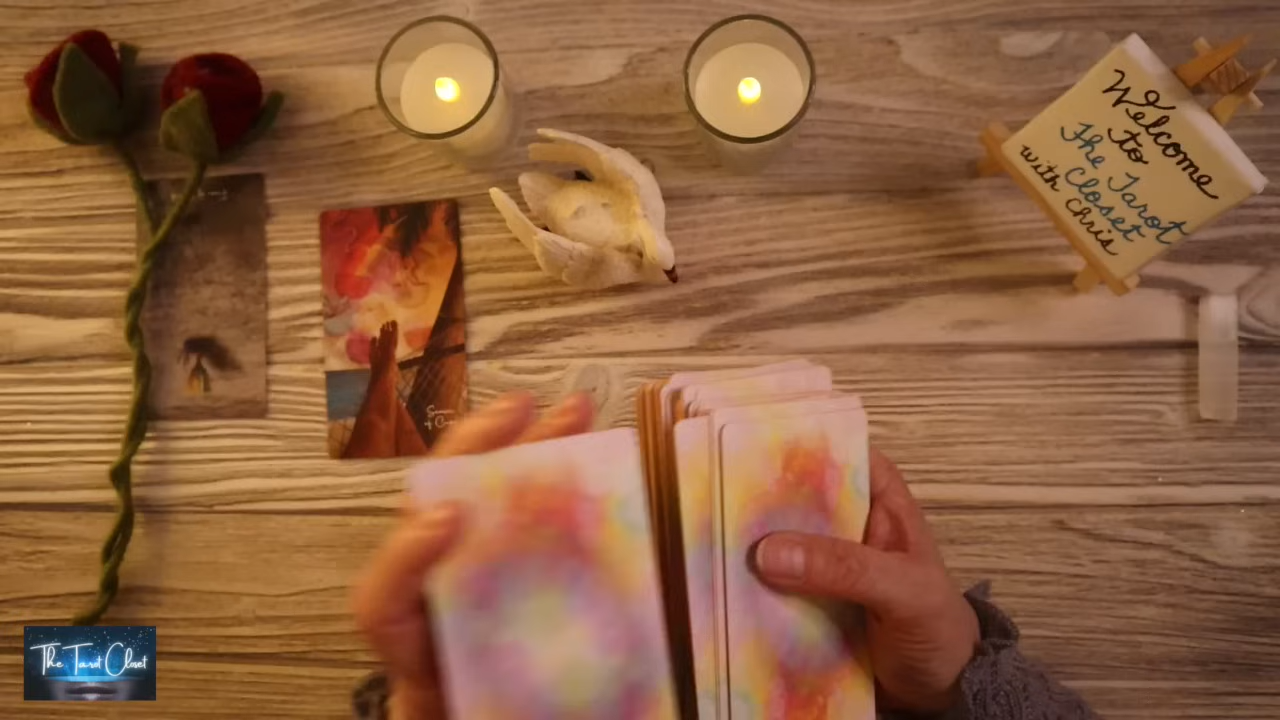 Welcome
to
The Tarot
Closet
with Chris
The Tarot Closet